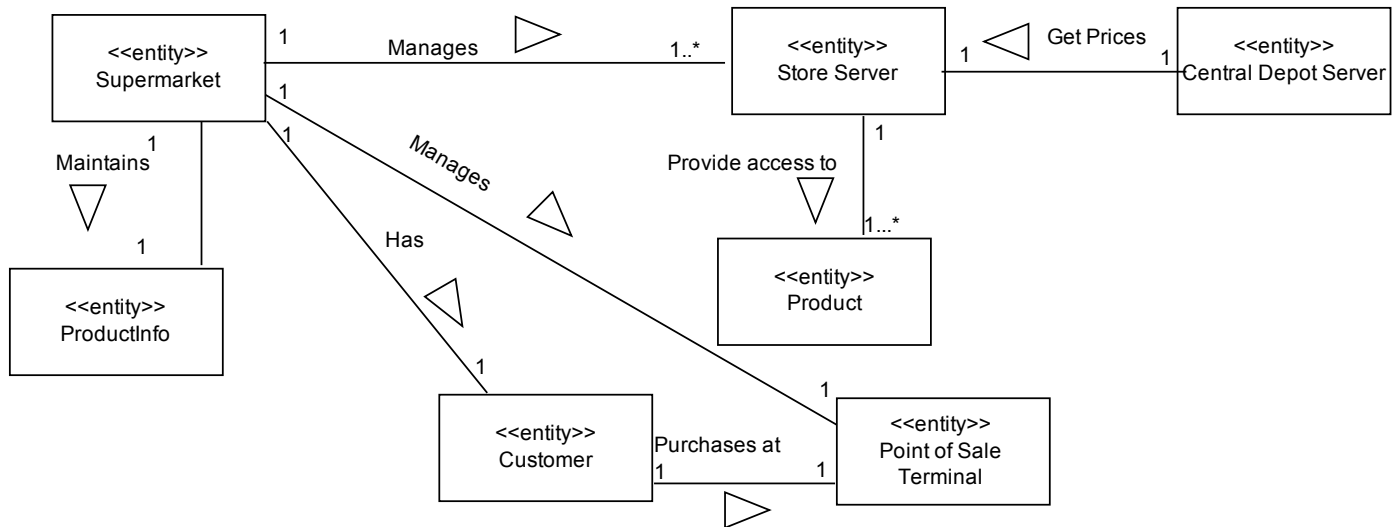 <<entity>>
Supermarket
1
Manages
1..*
<<entity>>
Store Server
1
Get Prices
1
<<entity>>
Central Depot Server
1
1
1
Maintains
1
<<entity>>
ProductInfo
Manages
Has
1
Provide access to
1...*
<<entity>>
Product
1
<<entity>>
Customer
Purchases at
1
1
1
<<entity>>
Point of Sale
Terminal